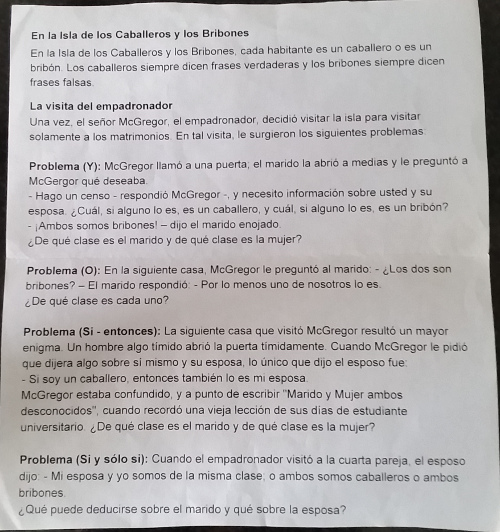 En la Isla de los Caballeros y los Bribones
En la Isla de los Caballeros y los Bribones, cada habitante es un caballero o es un
bribón. Los caballeros siempre dicen frases verdaderas y los bribones siempre dicen
frases falsas.
La visita del empadronador
Una vez, el señor McGregor, el empadronador, decidió visitar la isla para visitar
solamente a los matrimonios. En tal visita, le surgieron los siguientes problemas:
Problema (Y): McGregor llamó a una puerta; el marido la abrió a medias y le preguntó a
McGergor qué deseaba.
- Hago un censo - respondió McGregor -, y necesito información sobre usted y su
esposa. ¿Cuál, si alguno lo es, es un caballero, y cuál, si alguno lo es, es un bribón?
- ¡Ambos somos bribones! – dijo el marido enojado.
¿De qué clase es el marido y de qué clase es la mujer?
Problema (O): En la siguiente casa, McGregor le preguntó al marido: - ¿Los dos son
bribones? – El marido respondió: - Por lo menos uno de nosotros lo es.
¿De qué clase es cada uno?
Problema (Si - entonces): La siguiente casa que visitó McGregor resultó un mayor
enigma. Un hombre algo tímido abrió la puerta tímidamente. Cuando McGregor le pidió
que dijera algo sobre sí mismo y su esposa, lo único que dijo el esposo fue:
- Si soy un caballero, entonces también lo es mi esposa.
McGregor estaba confundido, y a punto de escribir "Marido y Mujer ambos
desconocidos", cuando recordó una vieja lección de sus días de estudiante
universitario. ¿De qué clase es el marido y de qué clase es la mujer?
Problema (Si y sólo si): Cuando el empadronador visitó a la cuarta pareja, el esposo
dijo: - Mi esposa y yo somos de la misma clase; o ambos somos caballeros o ambos
bribones.
¿Qué puede deducirse sobre el marido y qué sobre la esposa?